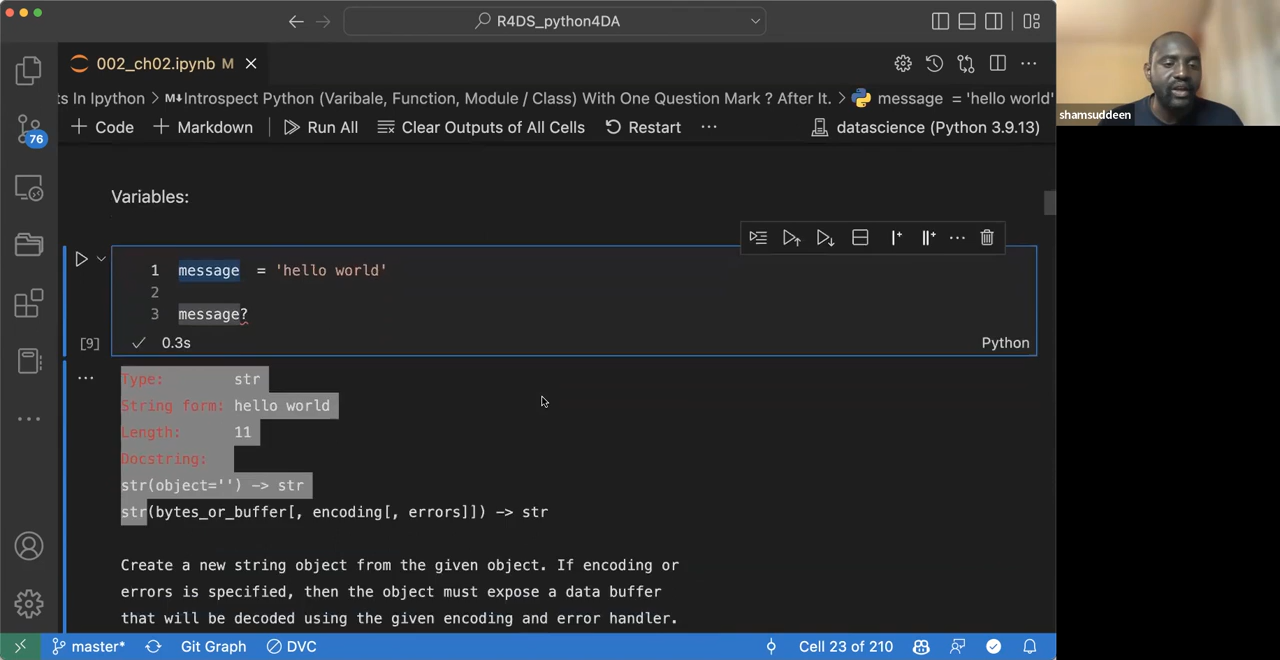 R4DS_python4DA
002_ch02.ipynb M
ts In Ipython > M↓Introspect Python (Varibale, Function, Module / Class) With One Question Mark ? After It. > message = 'hello world'
+ Code + Markdown Run All Clear Outputs of All Cells Restart ··· datascience (Python 3.9.13)
shamsuddeen
76
Variables:
1 message = 'hello world'
2
3 message?
[9] 0.3s Python
Type: str
String form: hello world
Length: 11
Docstring:
str(object='') -> str
str(bytes_or_buffer[, encoding[, errors]]) -> str
Create a new string object from the given object. If encoding or
errors is specified, then the object must expose a data buffer
that will be decoded using the given encoding and error handler.
master* Git Graph DVC Cell 23 of 210